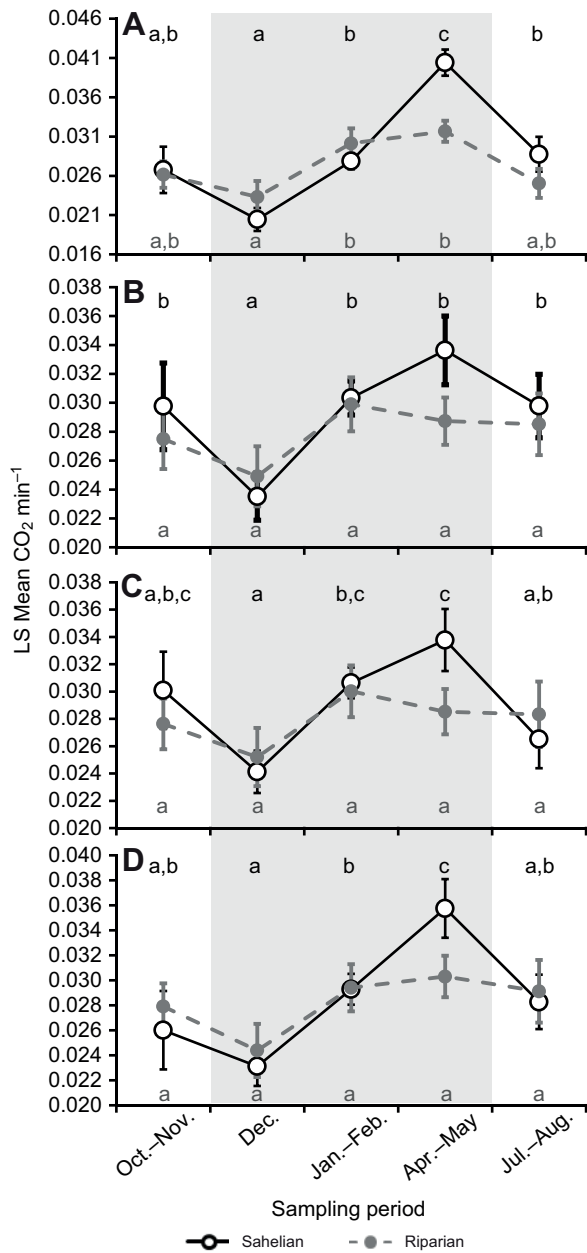 A
0.046
a,b a b c b
0.041
0.036
0.031
0.026
0.021
0.016
a,b a b b a,b
B
0.038
b a b b b
0.036
0.034
0.032
0.030
0.028
0.026
0.024
0.022
0.020
a a a a a
LS Mean CO₂ min⁻¹
C
0.038
a,b,c a b,c c a,b
0.036
0.034
0.032
0.030
0.028
0.026
0.024
0.022
0.020
a a a a a
D
0.040
a,b a b c a,b
0.038
0.036
0.034
0.032
0.030
0.028
0.026
0.024
0.022
0.020
a a a a a
Oct.–Nov. Dec. Jan.–Feb. Apr.–May Jul.–Aug.
Sampling period
Sahelian Riparian